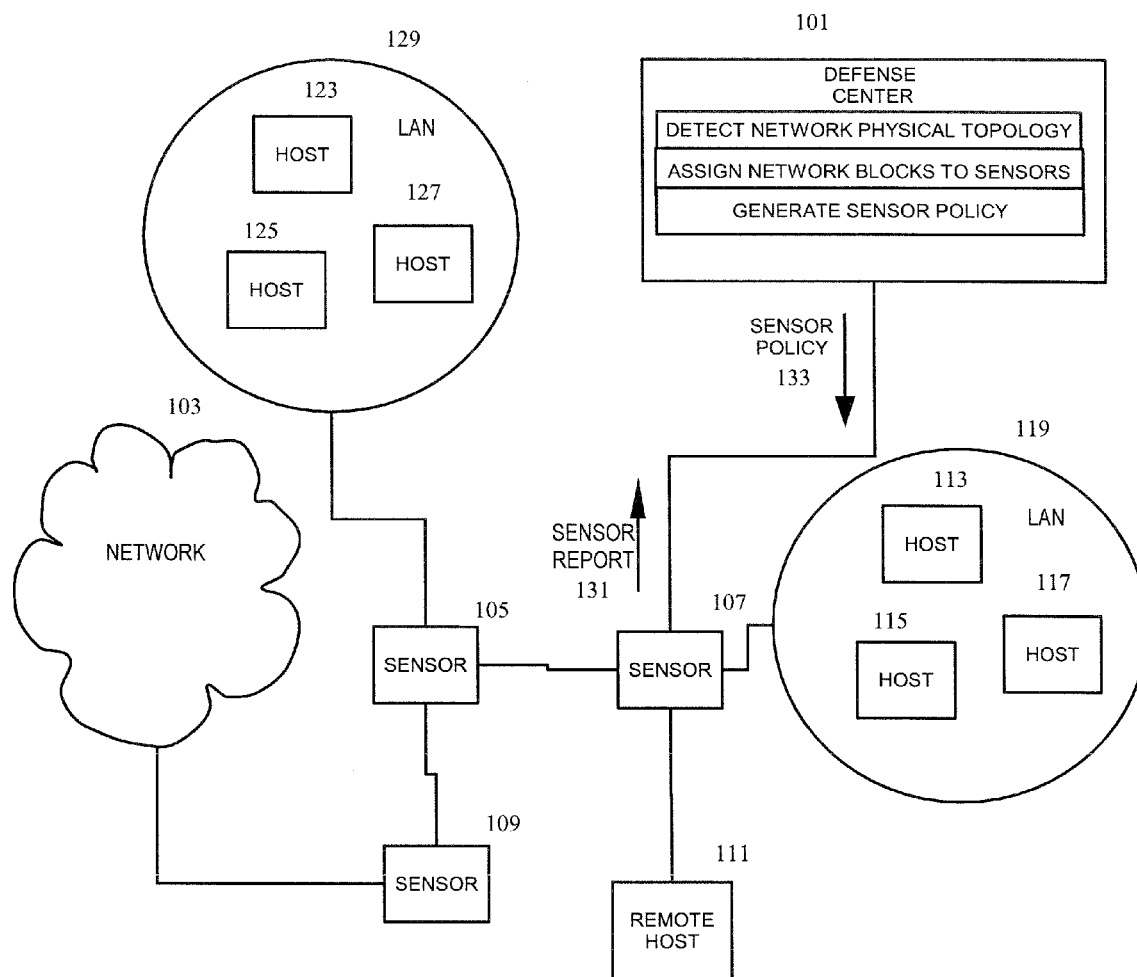 101
DEFENSE
CENTER
DETECT NETWORK PHYSICAL TOPOLOGY
ASSIGN NETWORK BLOCKS TO SENSORS
GENERATE SENSOR POLICY
129
123
LAN
HOST
127
HOST
125
HOST
SENSOR
POLICY
133
103
NETWORK
119
113
LAN
HOST
117
HOST
115
HOST
SENSOR
REPORT
131
105
SENSOR
107
SENSOR
109
SENSOR
111
REMOTE
HOST